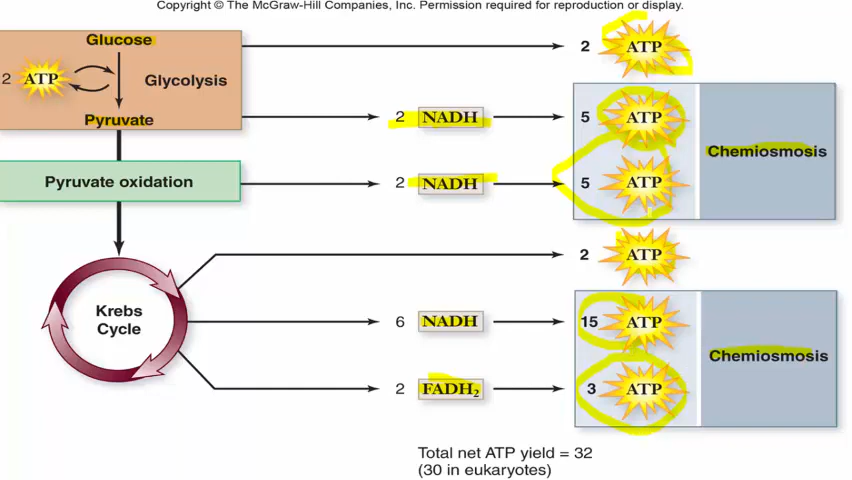 Copyright © The McGraw-Hill Companies, Inc. Permission required for reproduction or display.
Glucose
2 ATP
Glycolysis
Pyruvate
2 ATP
2 NADH
5 ATP
Chemiosmosis
Pyruvate oxidation
2 NADH
5 ATP
2 ATP
Krebs
Cycle
6 NADH
15 ATP
Chemiosmosis
2 FADH₂
3 ATP
Total net ATP yield = 32
(30 in eukaryotes)